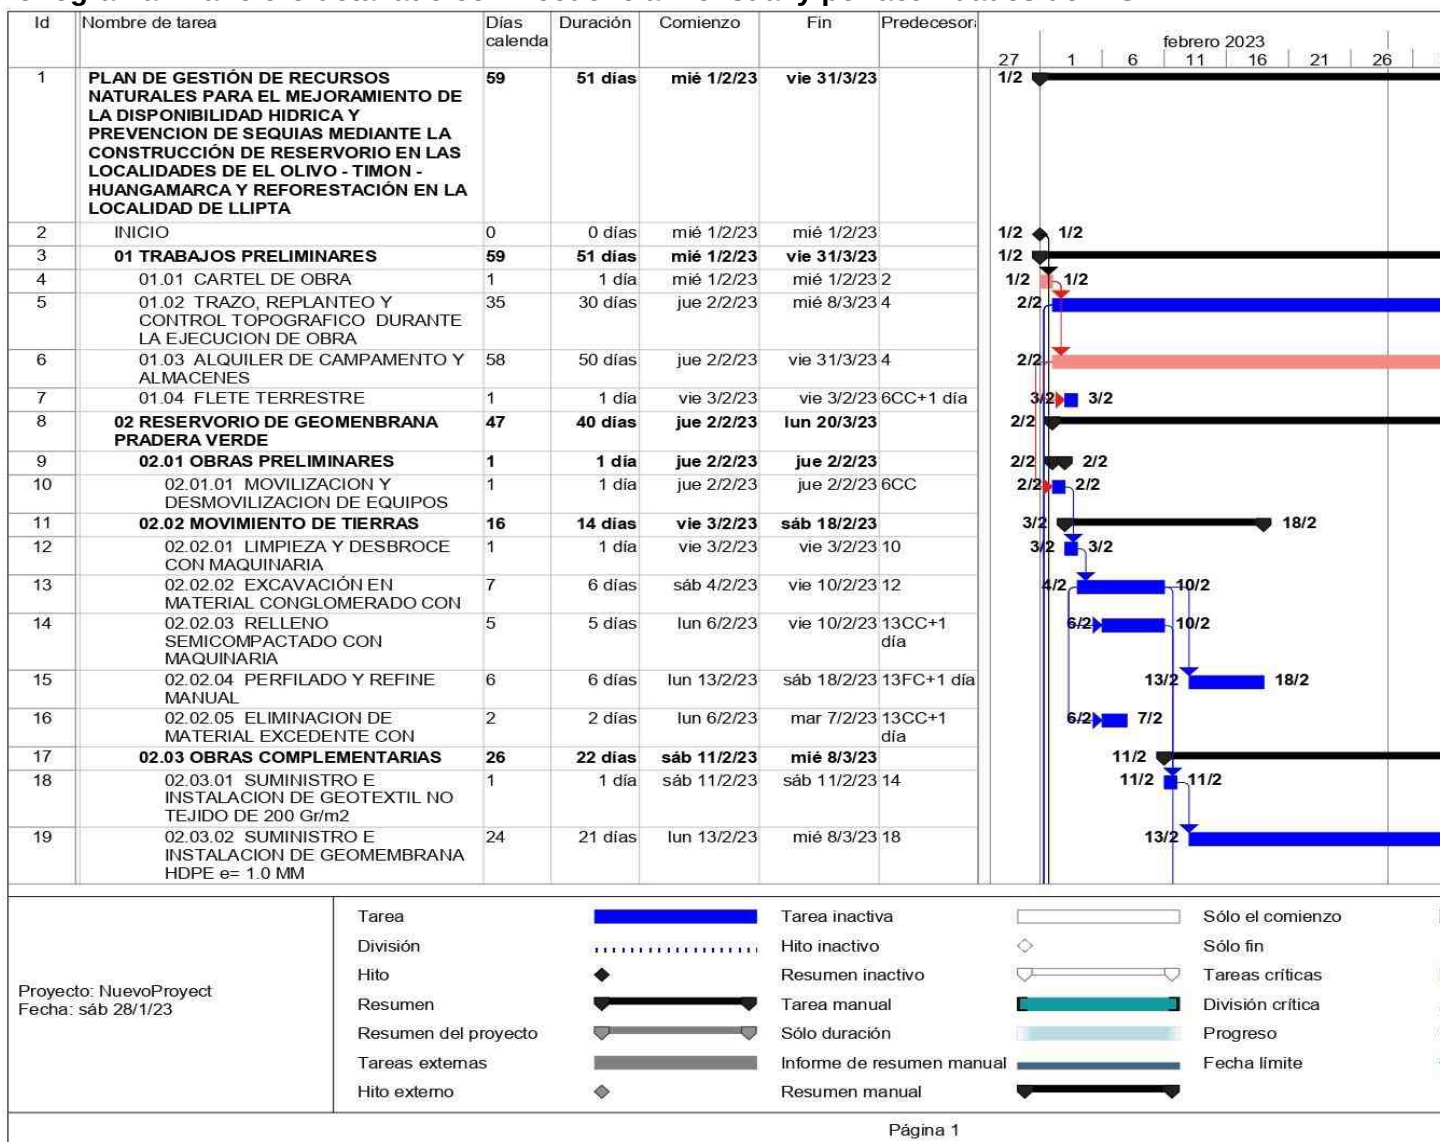 Id Nombre de tarea Días calenda Duración Comienzo Fin Predecesor
febrero 2023
27 1 6 11 16 21 26
1 PLAN DE GESTIÓN DE RECURSOS 59 51 días mié 1/2/23 vie 31/3/23 1/2
NATURALES PARA EL MEJORAMIENTO DE
LA DISPONIBILIDAD HIDRICA Y
PREVENCION DE SEQUIAS MEDIANTE LA
CONSTRUCCIÓN DE RESERVORIO EN LAS
LOCALIDADES DE EL OLIVO - TIMON -
HUANGAMARCA Y REFORESTACIÓN EN LA
LOCALIDAD DE LLIPTA
2 INICIO 0 0 días mié 1/2/23 mié 1/2/23 1/2 1/2
3 01 TRABAJOS PRELIMINARES 59 51 días mié 1/2/23 vie 31/3/23 1/2
4 01.01 CARTEL DE OBRA 1 1 día mié 1/2/23 mié 1/2/23 2 1/2 1/2
5 01.02 TRAZO, REPLANTEO Y 35 30 días jue 2/2/23 mié 8/3/23 4 2/2
CONTROL TOPOGRAFICO DURANTE
LA EJECUCION DE OBRA
6 01.03 ALQUILER DE CAMPAMENTO Y 58 50 días jue 2/2/23 vie 31/3/23 4 2/2
ALMACENES
7 01.04 FLETE TERRESTRE 1 1 día vie 3/2/23 vie 3/2/23 6CC+1 día 3/2 3/2
8 02 RESERVORIO DE GEOMENBRANA 47 40 días jue 2/2/23 lun 20/3/23 2/2
PRADERA VERDE
9 02.01 OBRAS PRELIMINARES 1 1 día jue 2/2/23 jue 2/2/23 2/2 2/2
10 02.01.01 MOVILIZACION Y 1 1 día jue 2/2/23 jue 2/2/23 6CC 2/2 2/2
DESMOVILIZACION DE EQUIPOS
11 02.02 MOVIMIENTO DE TIERRAS 16 14 días vie 3/2/23 sáb 18/2/23 3/2 18/2
12 02.02.01 LIMPIEZA Y DESBROCE 1 1 día vie 3/2/23 vie 3/2/23 10 3/2 3/2
CON MAQUINARIA
13 02.02.02 EXCAVACIÓN EN 7 6 días sáb 4/2/23 vie 10/2/23 12 4/2 10/2
MATERIAL CONGLOMERADO CON
14 02.02.03 RELLENO 5 5 días lun 6/2/23 vie 10/2/23 13CC+1 6/2 10/2
SEMICOMPACTADO CON día
MAQUINARIA
15 02.02.04 PERFILADO Y REFINE 6 6 días lun 13/2/23 sáb 18/2/23 13FC+1 día 13/2 18/2
MANUAL
16 02.02.05 ELIMINACION DE 2 2 días lun 6/2/23 mar 7/2/23 13CC+1 6/2 7/2
MATERIAL EXCEDENTE CON día
17 02.03 OBRAS COMPLEMENTARIAS 26 22 días sáb 11/2/23 mié 8/3/23 11/2
18 02.03.01 SUMINISTRO E 1 1 día sáb 11/2/23 sáb 11/2/23 14 11/2 11/2
INSTALACION DE GEOTEXTIL NO
TEJIDO DE 200 Gr/m2
19 02.03.02 SUMINISTRO E 24 21 días lun 13/2/23 mié 8/3/23 18 13/2
INSTALACION DE GEOMEMBRANA
HDPE e= 1.0 MM
Proyecto: NuevoProyect
Fecha: sáb 28/1/23
Tarea Tarea inactiva Sólo el comienzo
División Hito inactivo Sólo fin
Hito Resumen inactivo Tareas críticas
Resumen Tarea manual División crítica
Resumen del proyecto Sólo duración Progreso
Tareas externas Informe de resumen manual Fecha límite
Hito externo Resumen manual
Página 1